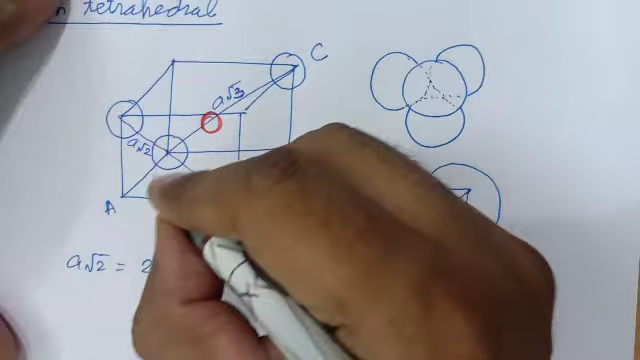 tetrahedral
C
a√3
a√2
A
a√2 = 2